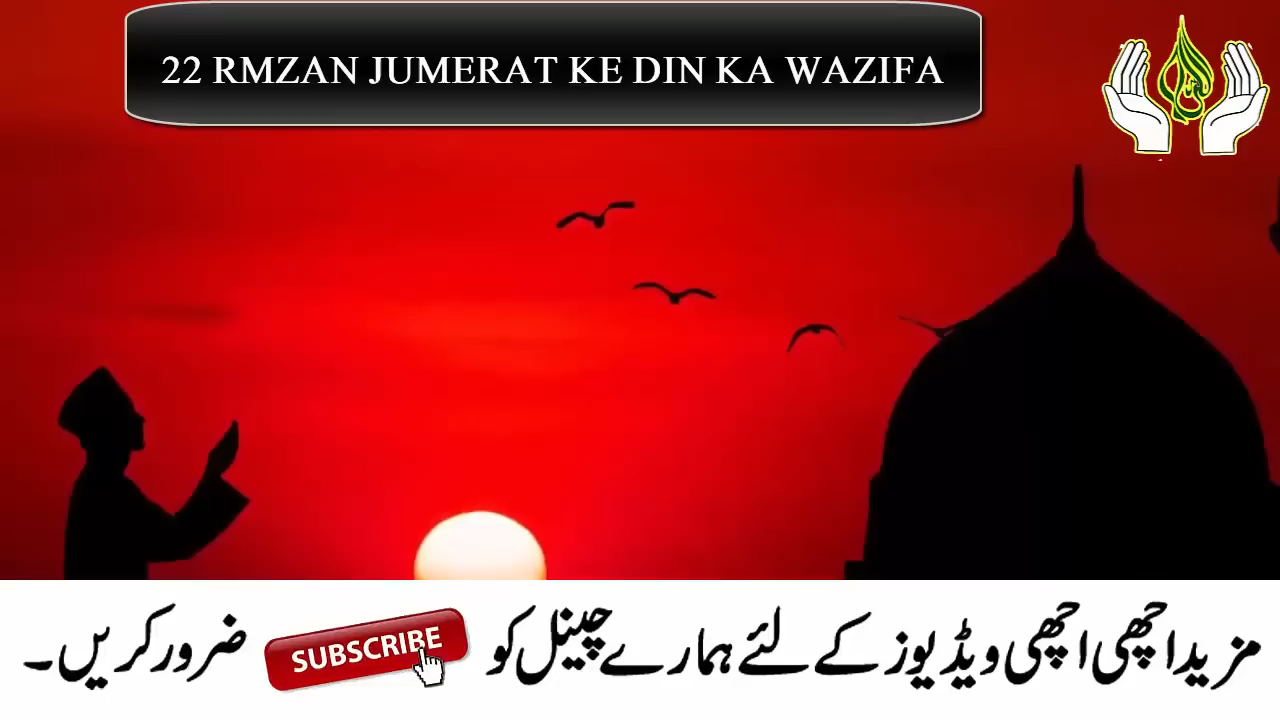 22 RMZAN JUMERAT KE DIN KA WAZIFA
مزید اچھی اچھی ویڈیوز کے لئے ہمارے چینل کو SUBSCRIBE ضرور کریں۔